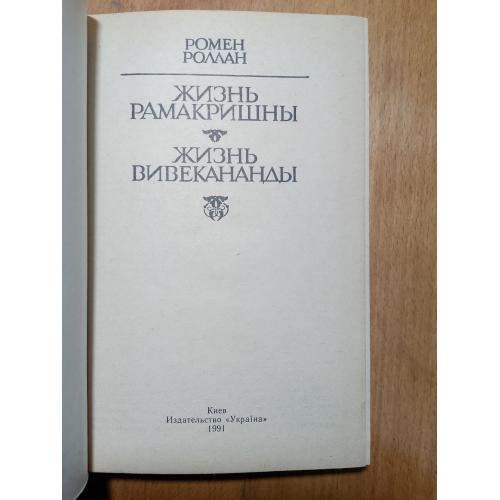 РОМЕН
РОЛЛАН
ЖИЗНЬ
РАМАКРИШНЫ
ЖИЗНЬ
ВИВЕКАНАНДЫ
Киев
Издательство «Україна»
1991